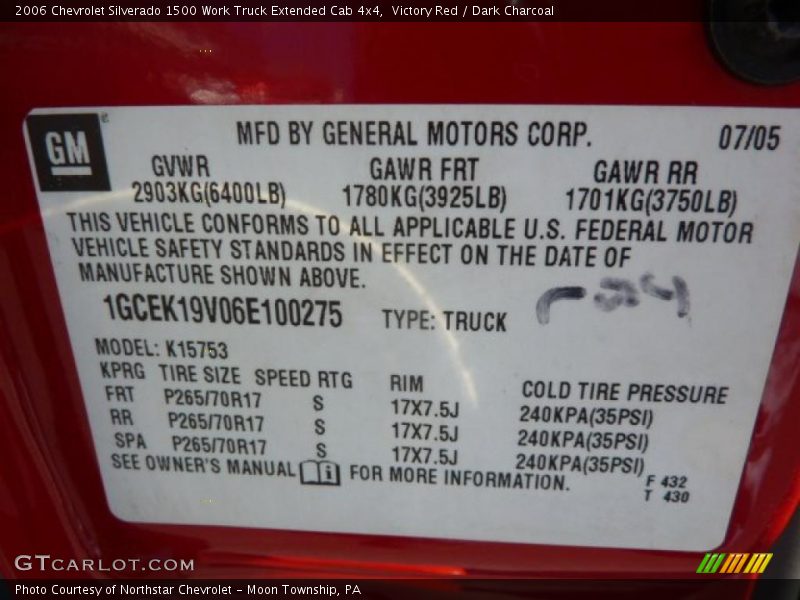 2006 Chevrolet Silverado 1500 Work Truck Extended Cab 4x4, Victory Red / Dark Charcoal
GM
MFD BY GENERAL MOTORS CORP. 07/05
GVWR GAWR FRT GAWR RR
2903KG(6400LB) 1780KG(3925LB) 1701KG(3750LB)
THIS VEHICLE CONFORMS TO ALL APPLICABLE U.S. FEDERAL MOTOR
VEHICLE SAFETY STANDARDS IN EFFECT ON THE DATE OF
MANUFACTURE SHOWN ABOVE.
1GCEK19V06E100275 TYPE: TRUCK
MODEL: K15753
KPRG TIRE SIZE SPEED RTG RIM COLD TIRE PRESSURE
FRT P265/70R17 S 17X7.5J 240KPA(35PSI)
RR P265/70R17 S 17X7.5J 240KPA(35PSI)
SPA P265/70R17 S 17X7.5J 240KPA(35PSI)
SEE OWNER'S MANUAL FOR MORE INFORMATION.
F 432
T 430
GTCARLOT.COM
Photo Courtesy of Northstar Chevrolet - Moon Township, PA